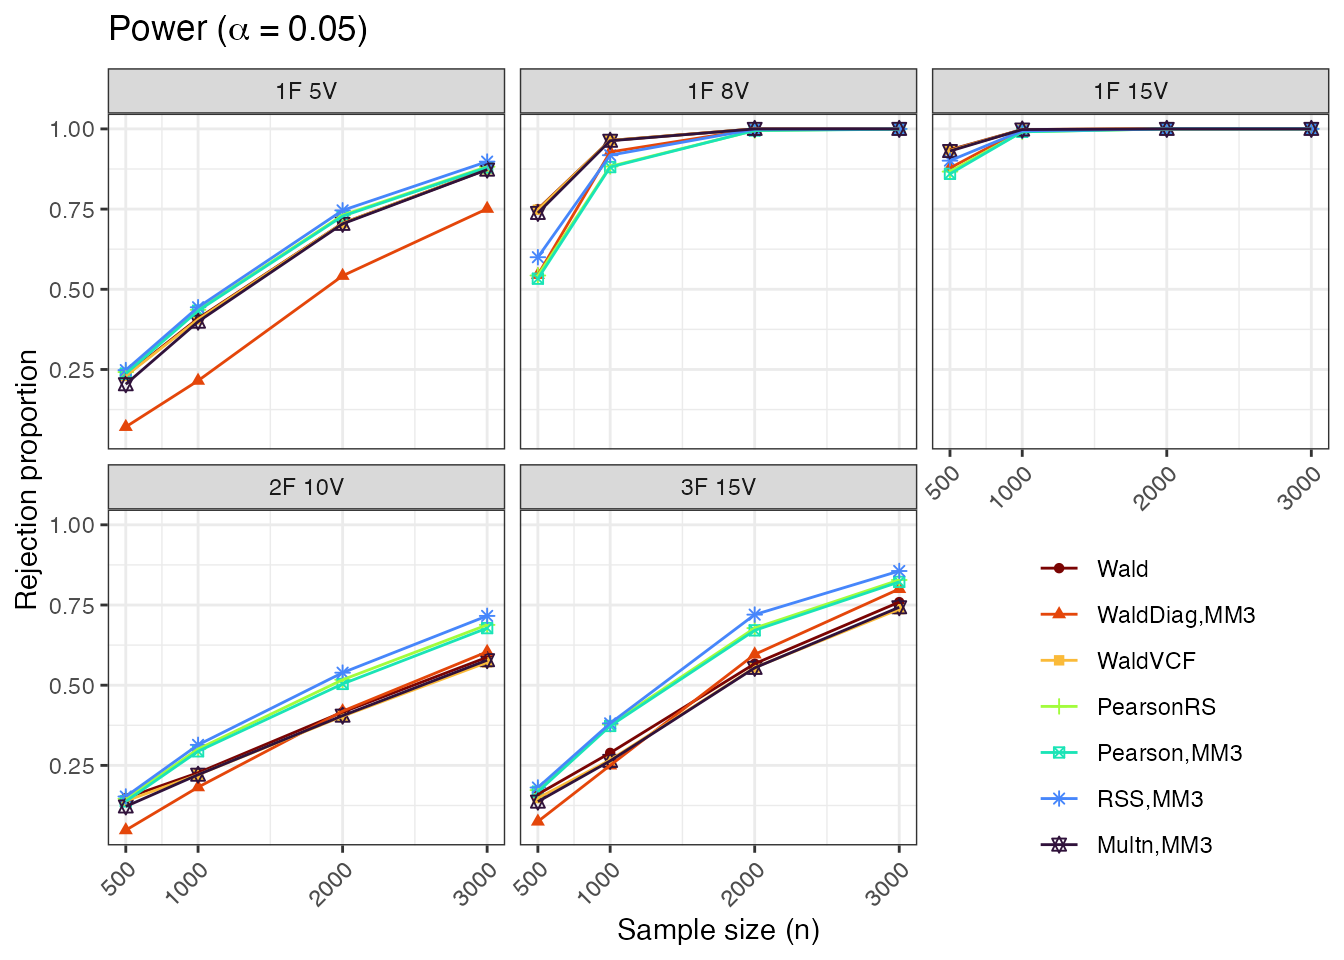 Power (α = 0.05)
1F 5V
1F 8V
1F 15V
1.00
0.75
0.50
0.25
500
1000
2000
3000
2F 10V
3F 15V
1.00
0.75
0.50
0.25
500
1000
2000
3000
500
1000
2000
3000
Rejection proportion
Sample size (n)
Wald
WaldDiag,MM3
WaldVCF
PearsonRS
Pearson,MM3
RSS,MM3
Multn,MM3